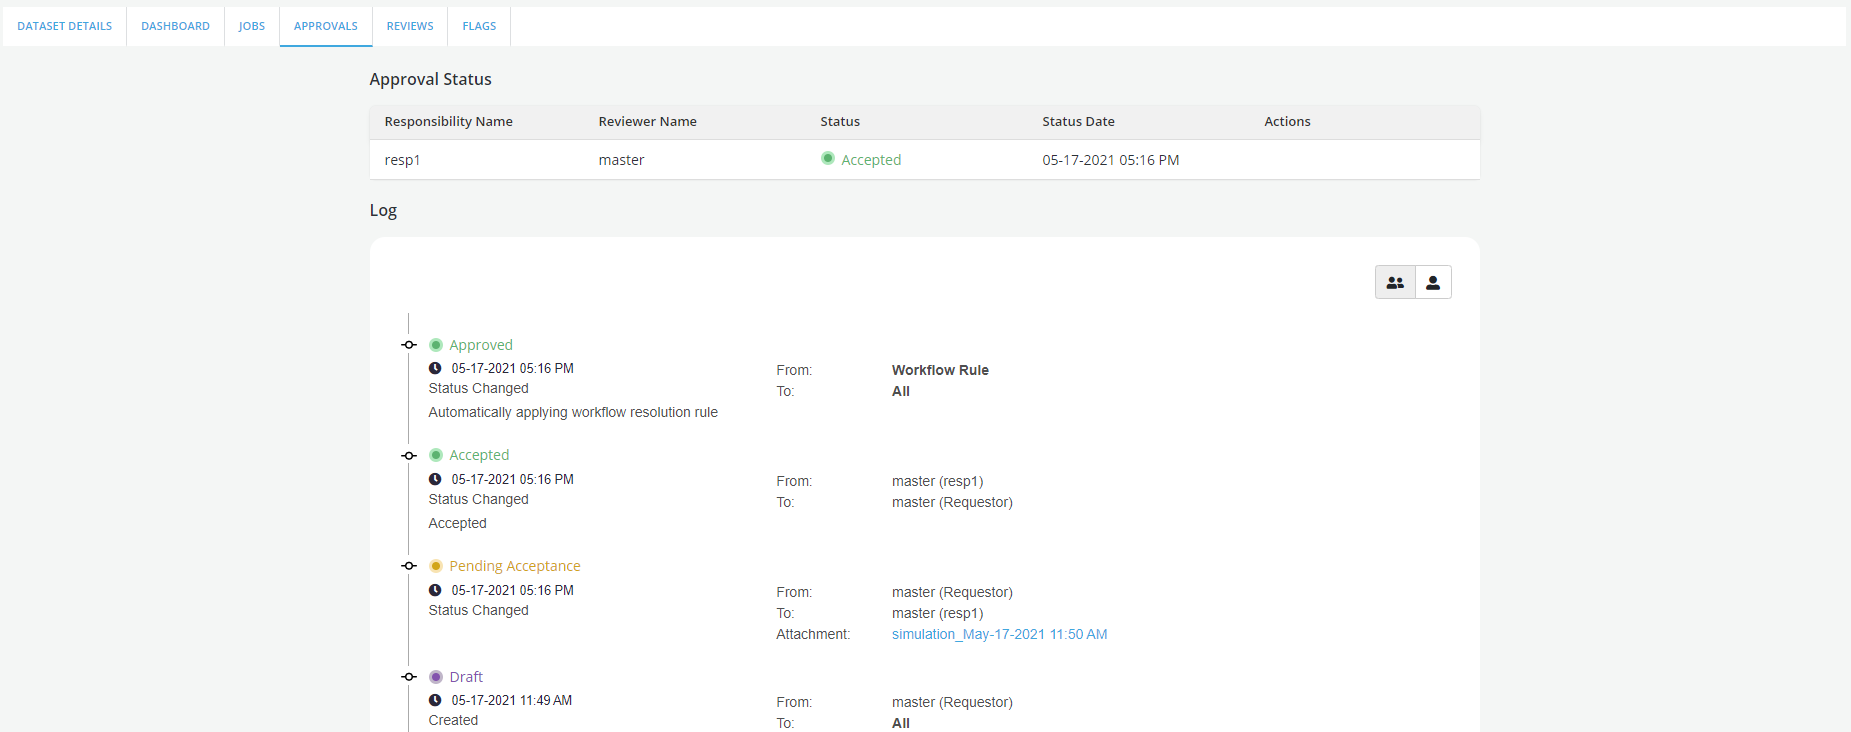 DATASET DETAILS DASHBOARD JOBS APPROVALS REVIEWS FLAGS
Approval Status
Responsibility Name Reviewer Name Status Status Date Actions
resp1 master Accepted 05-17-2021 05:16 PM
Log
Approved
05-17-2021 05:16 PM From: Workflow Rule
Status Changed To: All
Automatically applying workflow resolution rule
Accepted
05-17-2021 05:16 PM From: master (resp1)
Status Changed To: master (Requestor)
Accepted
Pending Acceptance
05-17-2021 05:16 PM From: master (Requestor)
Status Changed To: master (resp1)
Attachment: simulation_May-17-2021 11:50 AM
Draft
05-17-2021 11:49 AM From: master (Requestor)
Created To: All